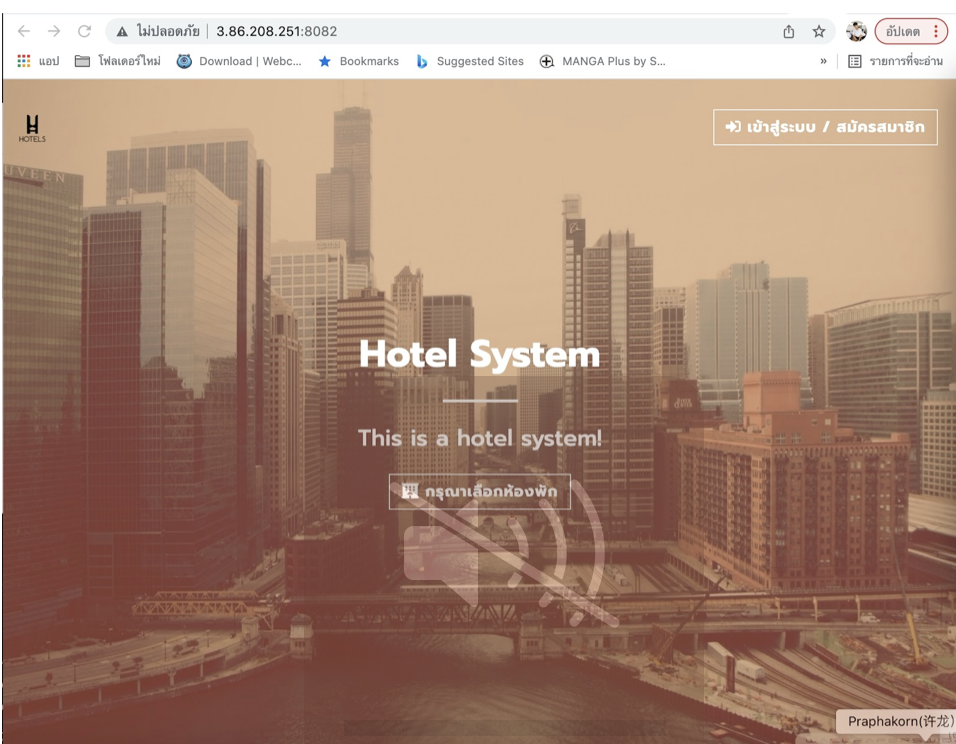 ไม่ปลอดภัย | 3.86.208.251:8082
อัปเดต
แอป
โฟลเดอร์ใหม่
Download | Webc...
Bookmarks
Suggested Sites
MANGA Plus by S...
»
รายการที่จะอ่าน
HOTELS
เข้าสู่ระบบ / สมัครสมาชิก
UVEEN
Hotel System
This is a hotel system!
กรุณาเลือกห้องพัก
Praphakorn(许龙)